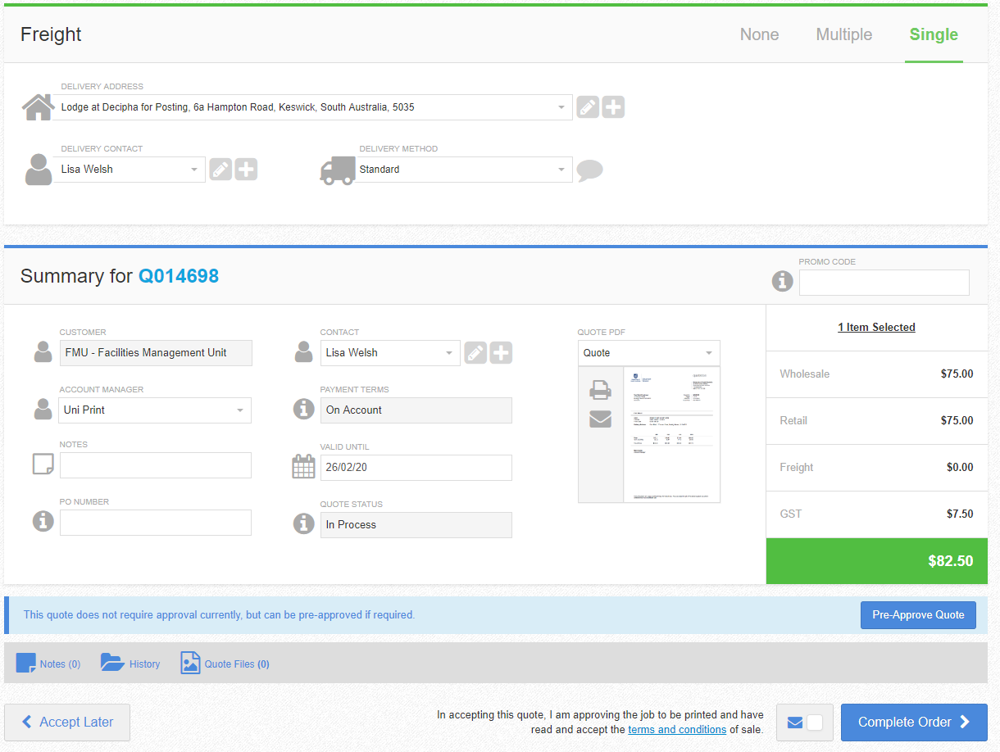 Freight
None
Multiple
Single
DELIVERY ADDRESS
Lodge at Decipha for Posting, 6a Hampton Road, Keswick, South Australia, 5035
DELIVERY CONTACT
Lisa Welsh
DELIVERY METHOD
Standard
Summary for Q014698
PROMO CODE
CUSTOMER
FMU - Facilities Management Unit
CONTACT
Lisa Welsh
QUOTE PDF
Quote
ACCOUNT MANAGER
Uni Print
PAYMENT TERMS
On Account
NOTES
VALID UNTIL
26/02/20
PO NUMBER
QUOTE STATUS
In Process
1 Item Selected
Wholesale $75.00
Retail $75.00
Freight $0.00
GST $7.50
$82.50
This quote does not require approval currently, but can be pre-approved if required.
Pre-Approve Quote
Notes (0)
History
Quote Files (0)
Accept Later
In accepting this quote, I am approving the job to be printed and have
read and accept the terms and conditions of sale.
Complete Order